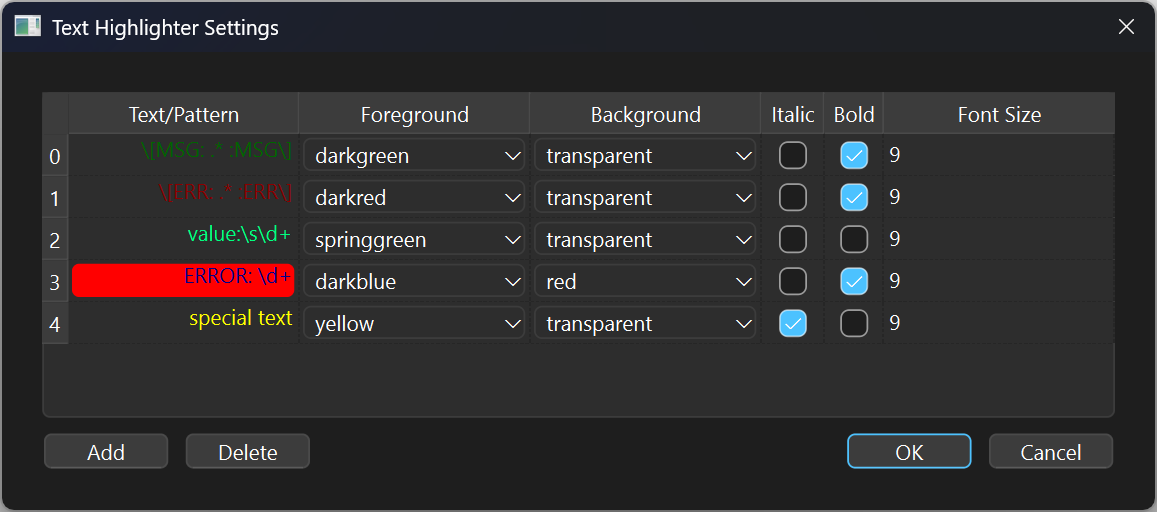 Text Highlighter Settings
Text/Pattern Foreground Background Italic Bold Font Size
0 \[MSG: .* :MSG\] darkgreen transparent 9
1 \[ERR: .* :ERR\] darkred transparent 9
2 value:\s\d+ springgreen transparent 9
3 ERROR: \d+ darkblue red 9
4 special text yellow transparent 9
Add Delete OK Cancel